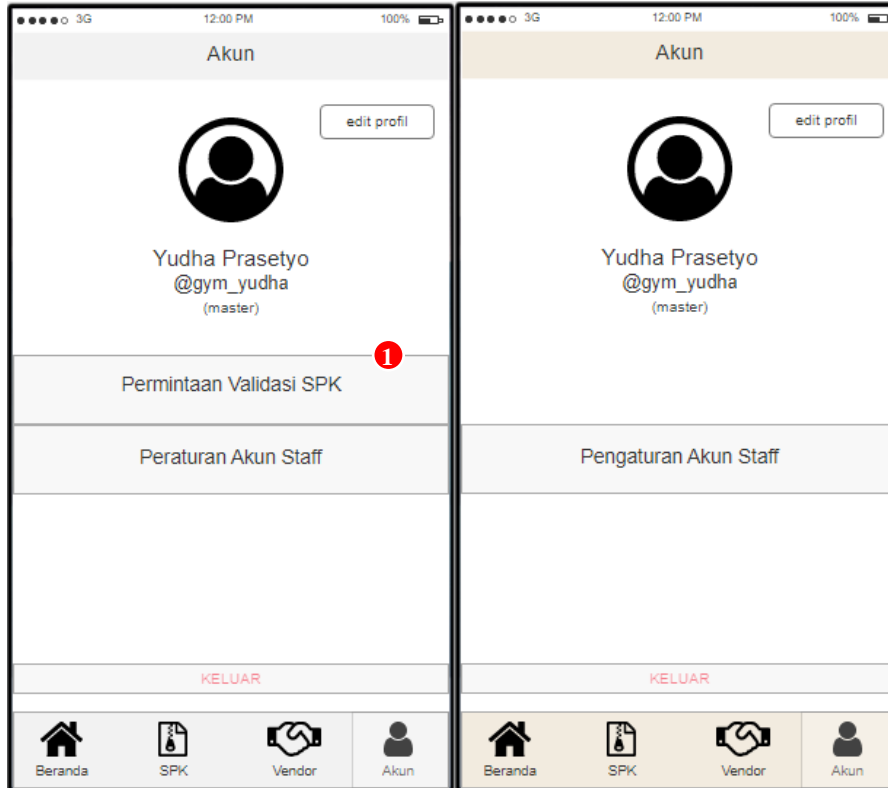 3G 12:00 PM 100%
Akun
edit profil
Yudha Prasetyo
@gym_yudha
(master)
1
Permintaan Validasi SPK
Peraturan Akun Staff
KELUAR
Beranda SPK Vendor Akun
3G 12:00 PM 100%
Akun
edit profil
Yudha Prasetyo
@gym_yudha
(master)
Pengaturan Akun Staff
KELUAR
Beranda SPK Vendor Akun